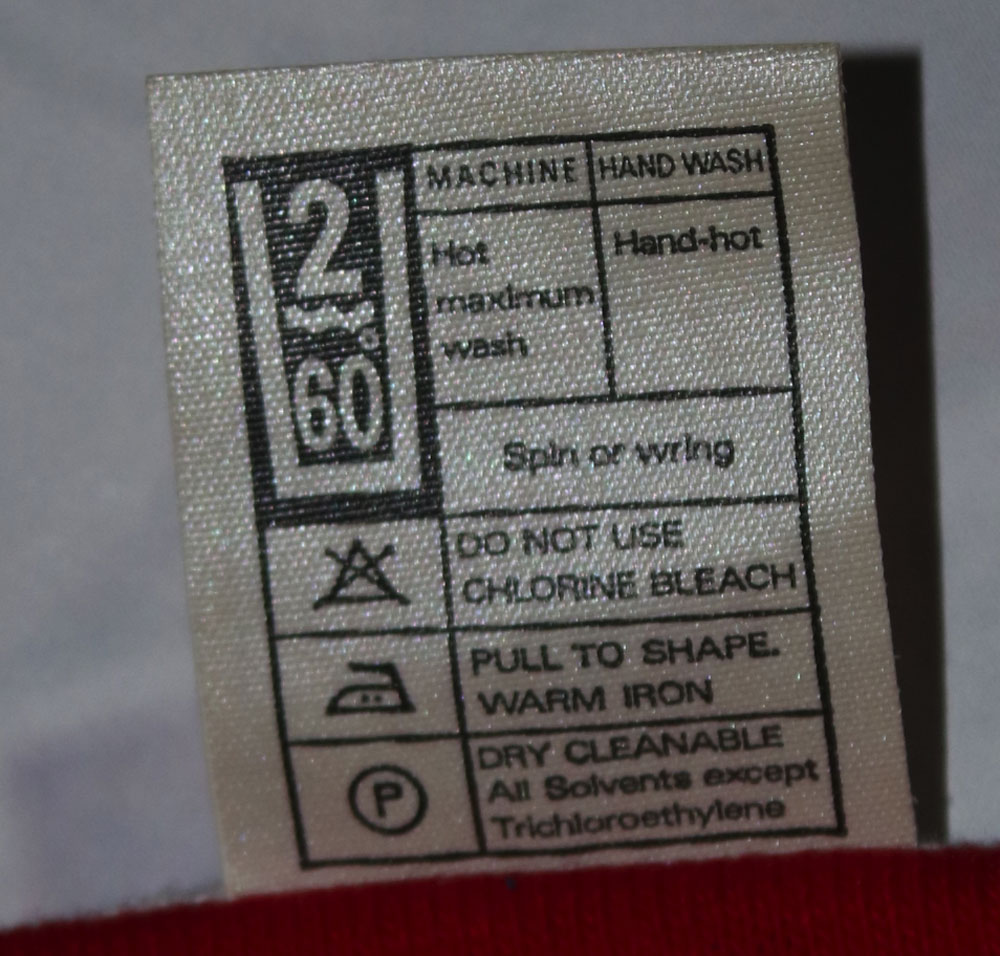 2
60
MACHINE
HAND WASH
Hot
maximum
wash
Hand-hot
Spin or wring
DO NOT USE
CHLORINE BLEACH
PULL TO SHAPE.
WARM IRON
P
DRY CLEANABLE
All Solvents except
Trichloroethylene